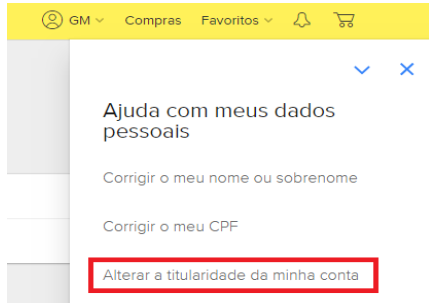 GM Compras Favoritos
Ajuda com meus dados
pessoais
Corrigir o meu nome ou sobrenome
Corrigir o meu CPF
Alterar a titularidade da minha conta